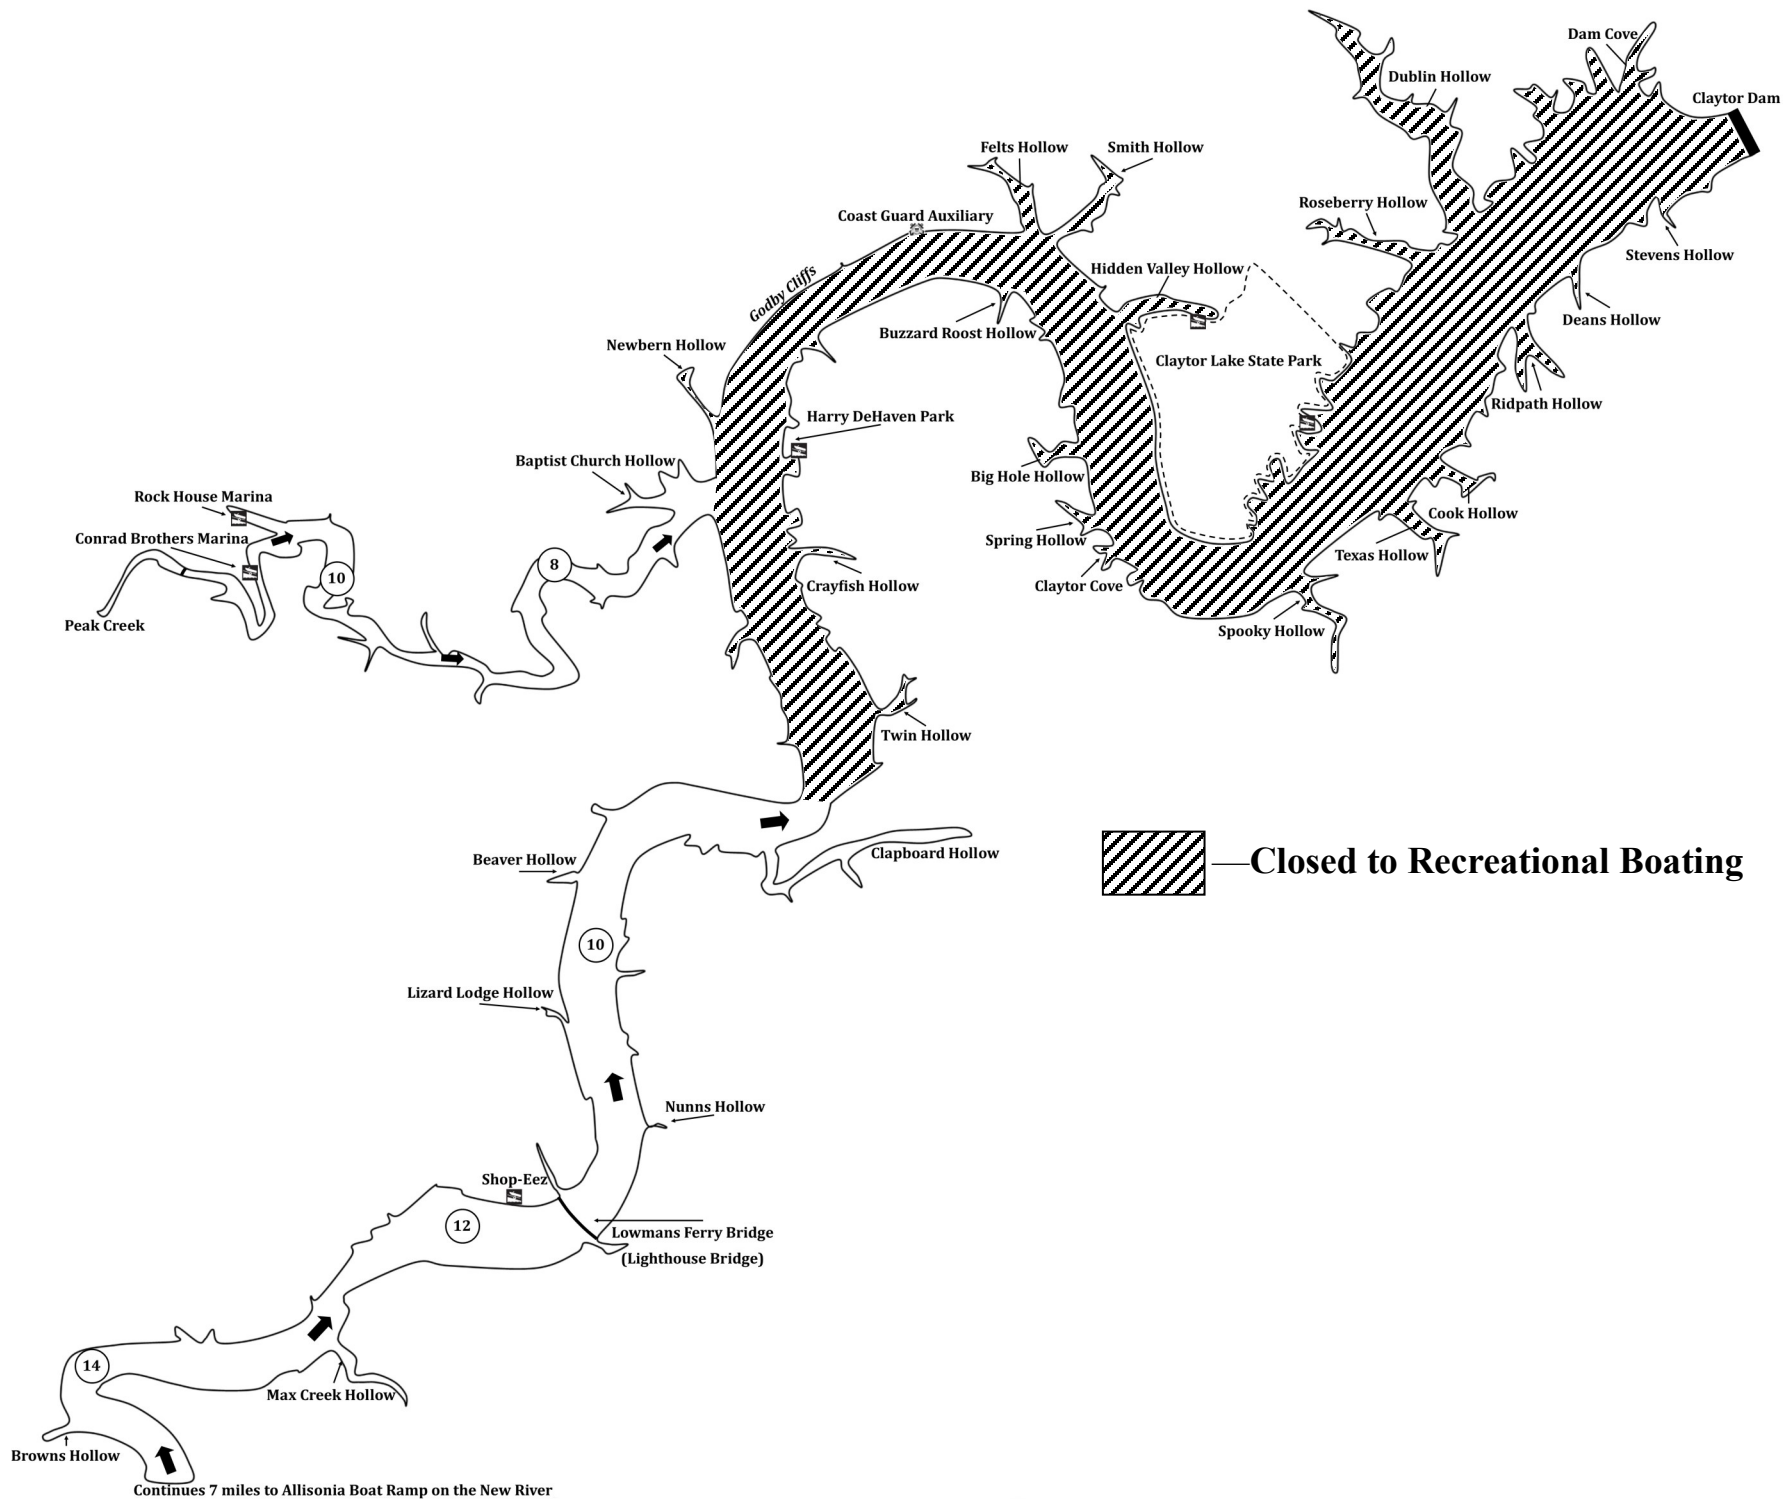 Dam Cove
Dublin Hollow
Claytor Dam
Felts Hollow
Smith Hollow
Roseberry Hollow
Coast Guard Auxiliary
Stevens Hollow
Hidden Valley Hollow
Godby Cliffs
Deans Hollow
Buzzard Roost Hollow
Newbern Hollow
Claytor Lake State Park
Ridpath Hollow
Harry DeHaven Park
Baptist Church Hollow
Big Hole Hollow
Rock House Marina
Cook Hollow
Conrad Brothers Marina
Spring Hollow
Texas Hollow
8
10
Crayfish Hollow
Claytor Cove
Peak Creek
Spooky Hollow
Twin Hollow
Beaver Hollow
Clapboard Hollow
Closed to Recreational Boating
10
Lizard Lodge Hollow
Nunns Hollow
Shop-Eez
12
Lowmans Ferry Bridge
(Lighthouse Bridge)
14
Max Creek Hollow
Browns Hollow
Continues 7 miles to Allisonia Boat Ramp on the New River